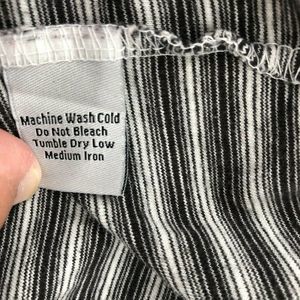 Machine Wash Cold
Do Not Bleach
Tumble Dry Low
Medium Iron